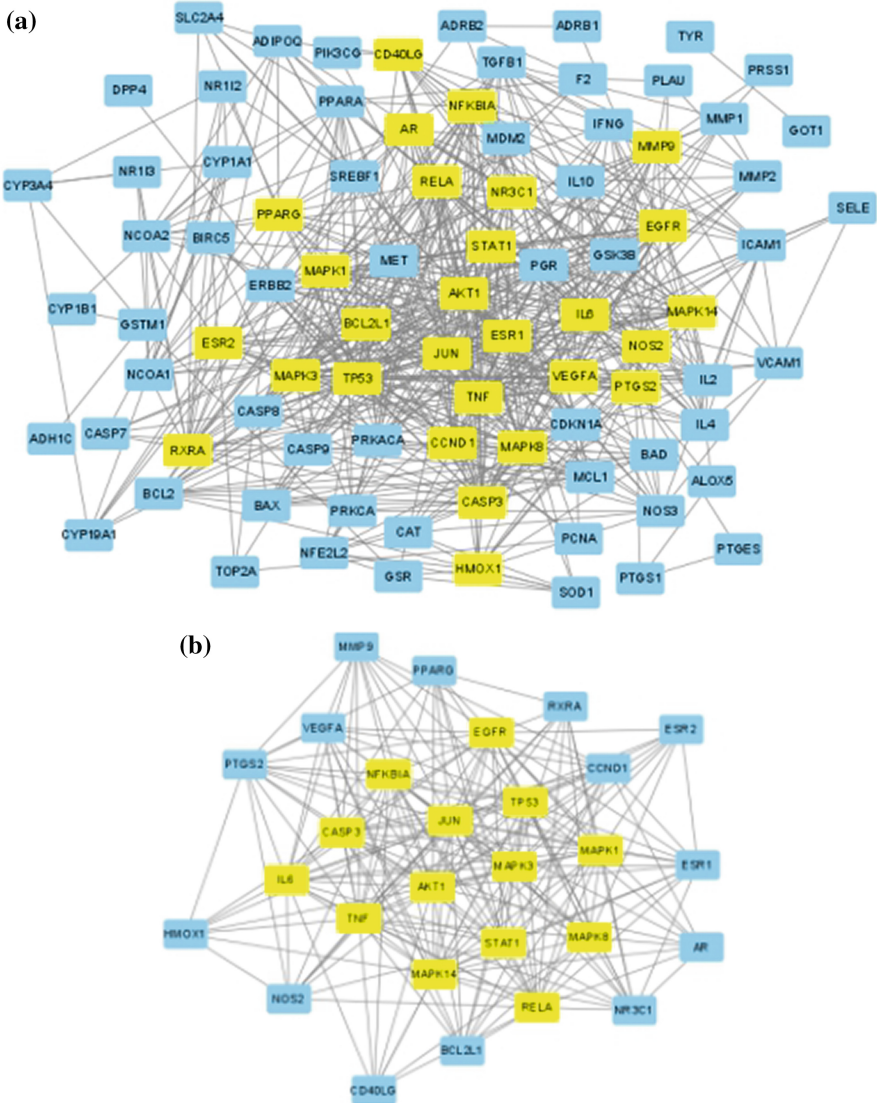 (a)
SLC2A4
ADIPOQ
PIK3CG
CD40LG
ADRB2
ADRB1
TYR
DPP4
NR1I2
PPARA
TGFB1
F2
PLAU
PRSS1
NFKBIA
AR
MDM2
IFNG
MMP1
GOT1
MMP9
CYP3A4
NR1I3
CYP1A1
SREBF1
RELA
NR3C1
IL10
MMP2
SELE
PPARG
NCOA2
BIRC5
EGFR
ICAM1
STAT1
MET
PGR
GSK3B
MAPK1
ERBB2
AKT1
CYP1B1
GSTM1
BCL2L1
IL6
MAPK14
ESR2
ESR1
NOS2
JUN
VCAM1
NCOA1
MAPK3
TP53
VEGFA
PTGS2
IL2
TNF
CASP8
ADH1C
CASP7
RXRA
CASP9
PRKACA
CCND1
MAPK8
CDKN1A
IL4
BAD
MCL1
ALOX5
BCL2
BAX
PRKCA
CASP3
NOS3
CYP19A1
CAT
PCNA
PTGES
TOP2A
NFE2L2
GSR
HMOX1
SOD1
PTGS1
(b)
MMP9
PPARG
RXRA
VEGFA
EGFR
ESR2
PTGS2
NFKBIA
CCND1
TP53
JUN
CASP3
MAPK1
MAPK3
ESR1
IL6
AKT1
TNF
HMOX1
STAT1
MAPK8
AR
MAPK14
NOS2
RELA
NR3C1
BCL2L1
CD40LG